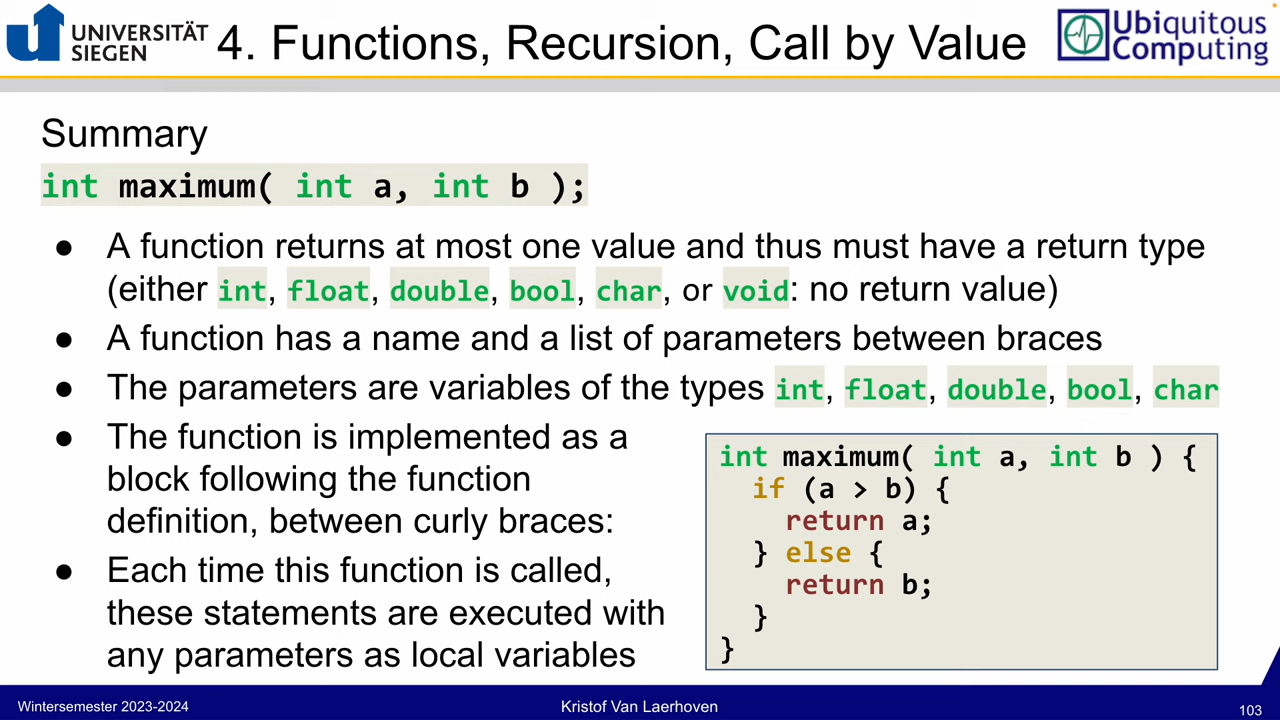 UNIVERSITÄT
SIEGEN
4. Functions, Recursion, Call by Value
Ubiquitous
Computing
Summary
int maximum( int a, int b );
● A function returns at most one value and thus must have a return type
(either int, float, double, bool, char, or void: no return value)
● A function has a name and a list of parameters between braces
● The parameters are variables of the types int, float, double, bool, char
● The function is implemented as a
block following the function
definition, between curly braces:
● Each time this function is called,
these statements are executed with
any parameters as local variables
int maximum( int a, int b ) {
  if (a > b) {
    return a;
  } else {
    return b;
  }
}
Wintersemester 2023-2024
Kristof Van Laerhoven
103